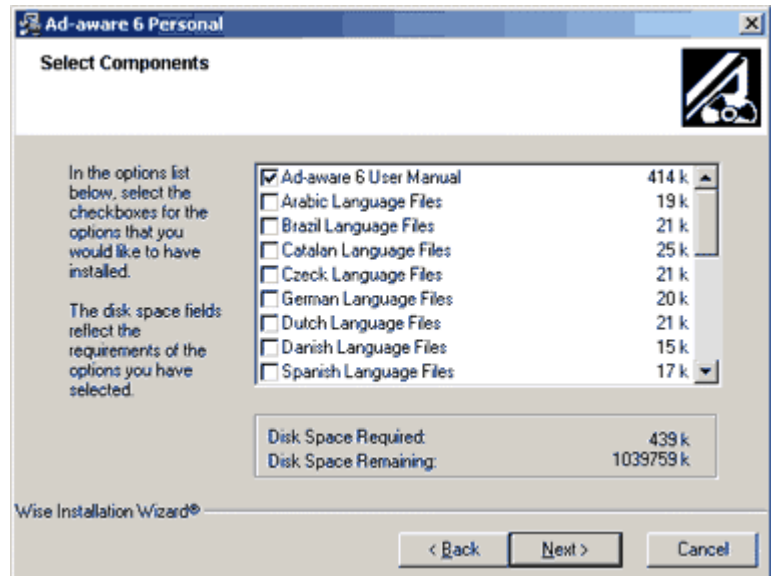 Ad-aware 6 Personal
Select Components
In the options list
below, select the
checkboxes for the
options that you
would like to have
installed.
The disk space fields
reflect the
requirements of the
options you have
selected.
Ad-aware 6 User Manual 414 k
Arabic Language Files 19 k
Brazil Language Files 21 k
Catalan Language Files 25 k
Czeck Language Files 21 k
German Language Files 20 k
Dutch Language Files 21 k
Danish Language Files 15 k
Spanish Language Files 17 k
Disk Space Required: 439 k
Disk Space Remaining: 1039759 k
Wise Installation Wizard®
< Back Next > Cancel